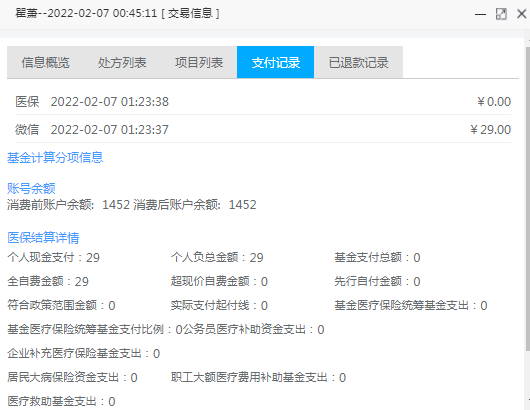 翟萧--2022-02-07 00:45:11 [ 交易信息 ]
信息概览 处方列表 项目列表 支付记录 已退款记录
医保 2022-02-07 01:23:38 ￥0.00
微信 2022-02-07 01:23:37 ￥29.00
基金计算分项信息
账号余额
消费前账户余额: 1452 消费后账户余额: 1452
医保结算详情
个人现金支付：29 个人负总金额：29 基金支付总额：0
全自费金额：29 超现价自费金额：0 先行自付金额：0
符合政策范围金额：0 实际支付起付线：0 基金医疗保险统筹基金支出：0
基金医疗保险统筹基金支付比例：0公务员医疗补助资金支出：0
企业补充医疗保险基金支出：0
居民大病保险资金支出：0 职工大额医疗费用补助基金支出：0
医疗救助基金支出：0